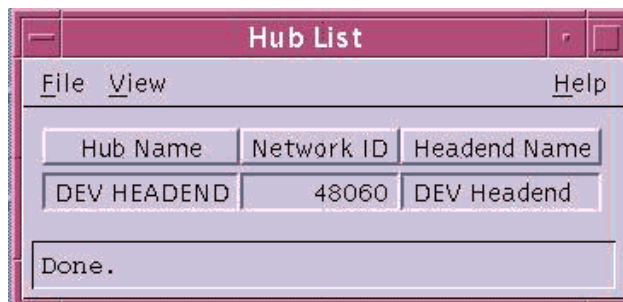 Hub List
File View Help
Hub Name Network ID Headend Name
DEV HEADEND 48060 DEV Headend
Done.